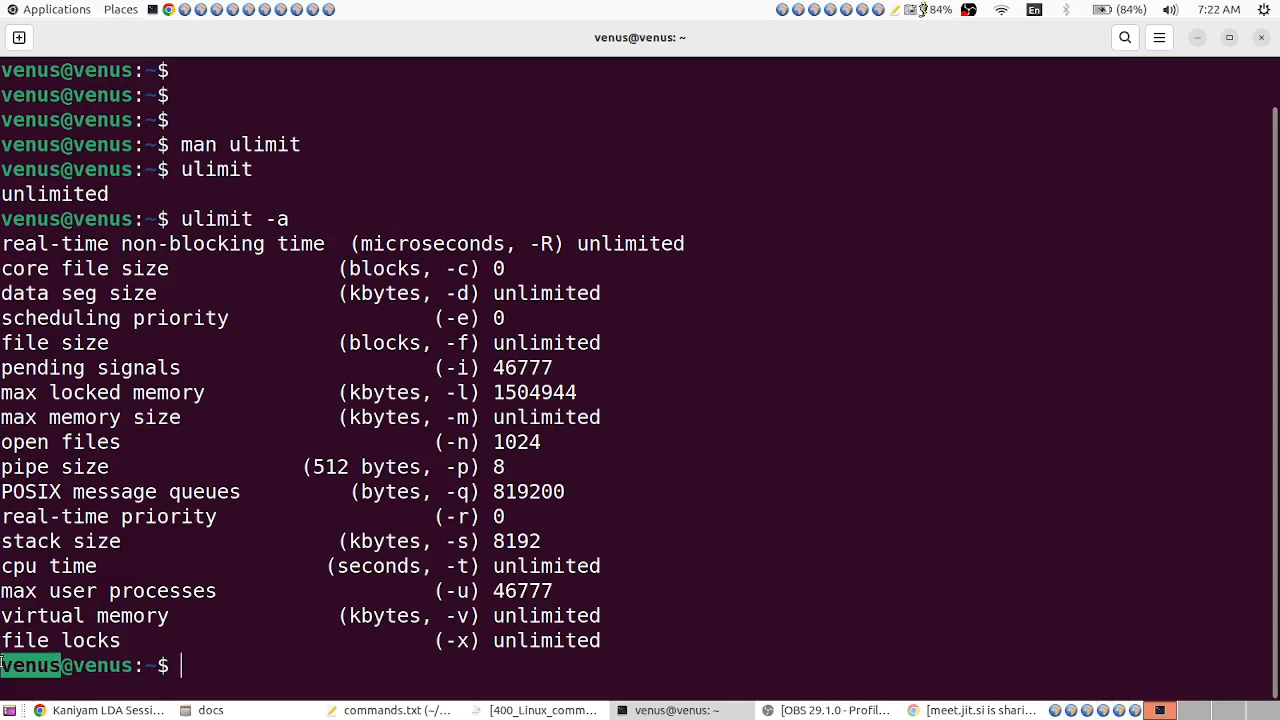 Applications Places 84% En (84%) 7:22 AM
venus@venus: ~
venus@venus:~$
venus@venus:~$
venus@venus:~$
venus@venus:~$ man ulimit
venus@venus:~$ ulimit
unlimited
venus@venus:~$ ulimit -a
real-time non-blocking time  (microseconds, -R) unlimited
core file size              (blocks, -c) 0
data seg size               (kbytes, -d) unlimited
scheduling priority                 (-e) 0
file size                   (blocks, -f) unlimited
pending signals                     (-i) 46777
max locked memory           (kbytes, -l) 1504944
max memory size             (kbytes, -m) unlimited
open files                          (-n) 1024
pipe size                (512 bytes, -p) 8
POSIX message queues         (bytes, -q) 819200
real-time priority                  (-r) 0
stack size                  (kbytes, -s) 8192
cpu time                   (seconds, -t) unlimited
max user processes                  (-u) 46777
virtual memory              (kbytes, -v) unlimited
file locks                          (-x) unlimited
venus@venus:~$
Kaniyam LDA Sessi... docs commands.txt (~/... [400_Linux_comm... venus@venus: ~ [OBS 29.1.0 - Profil... [meet.jit.si is sharin...